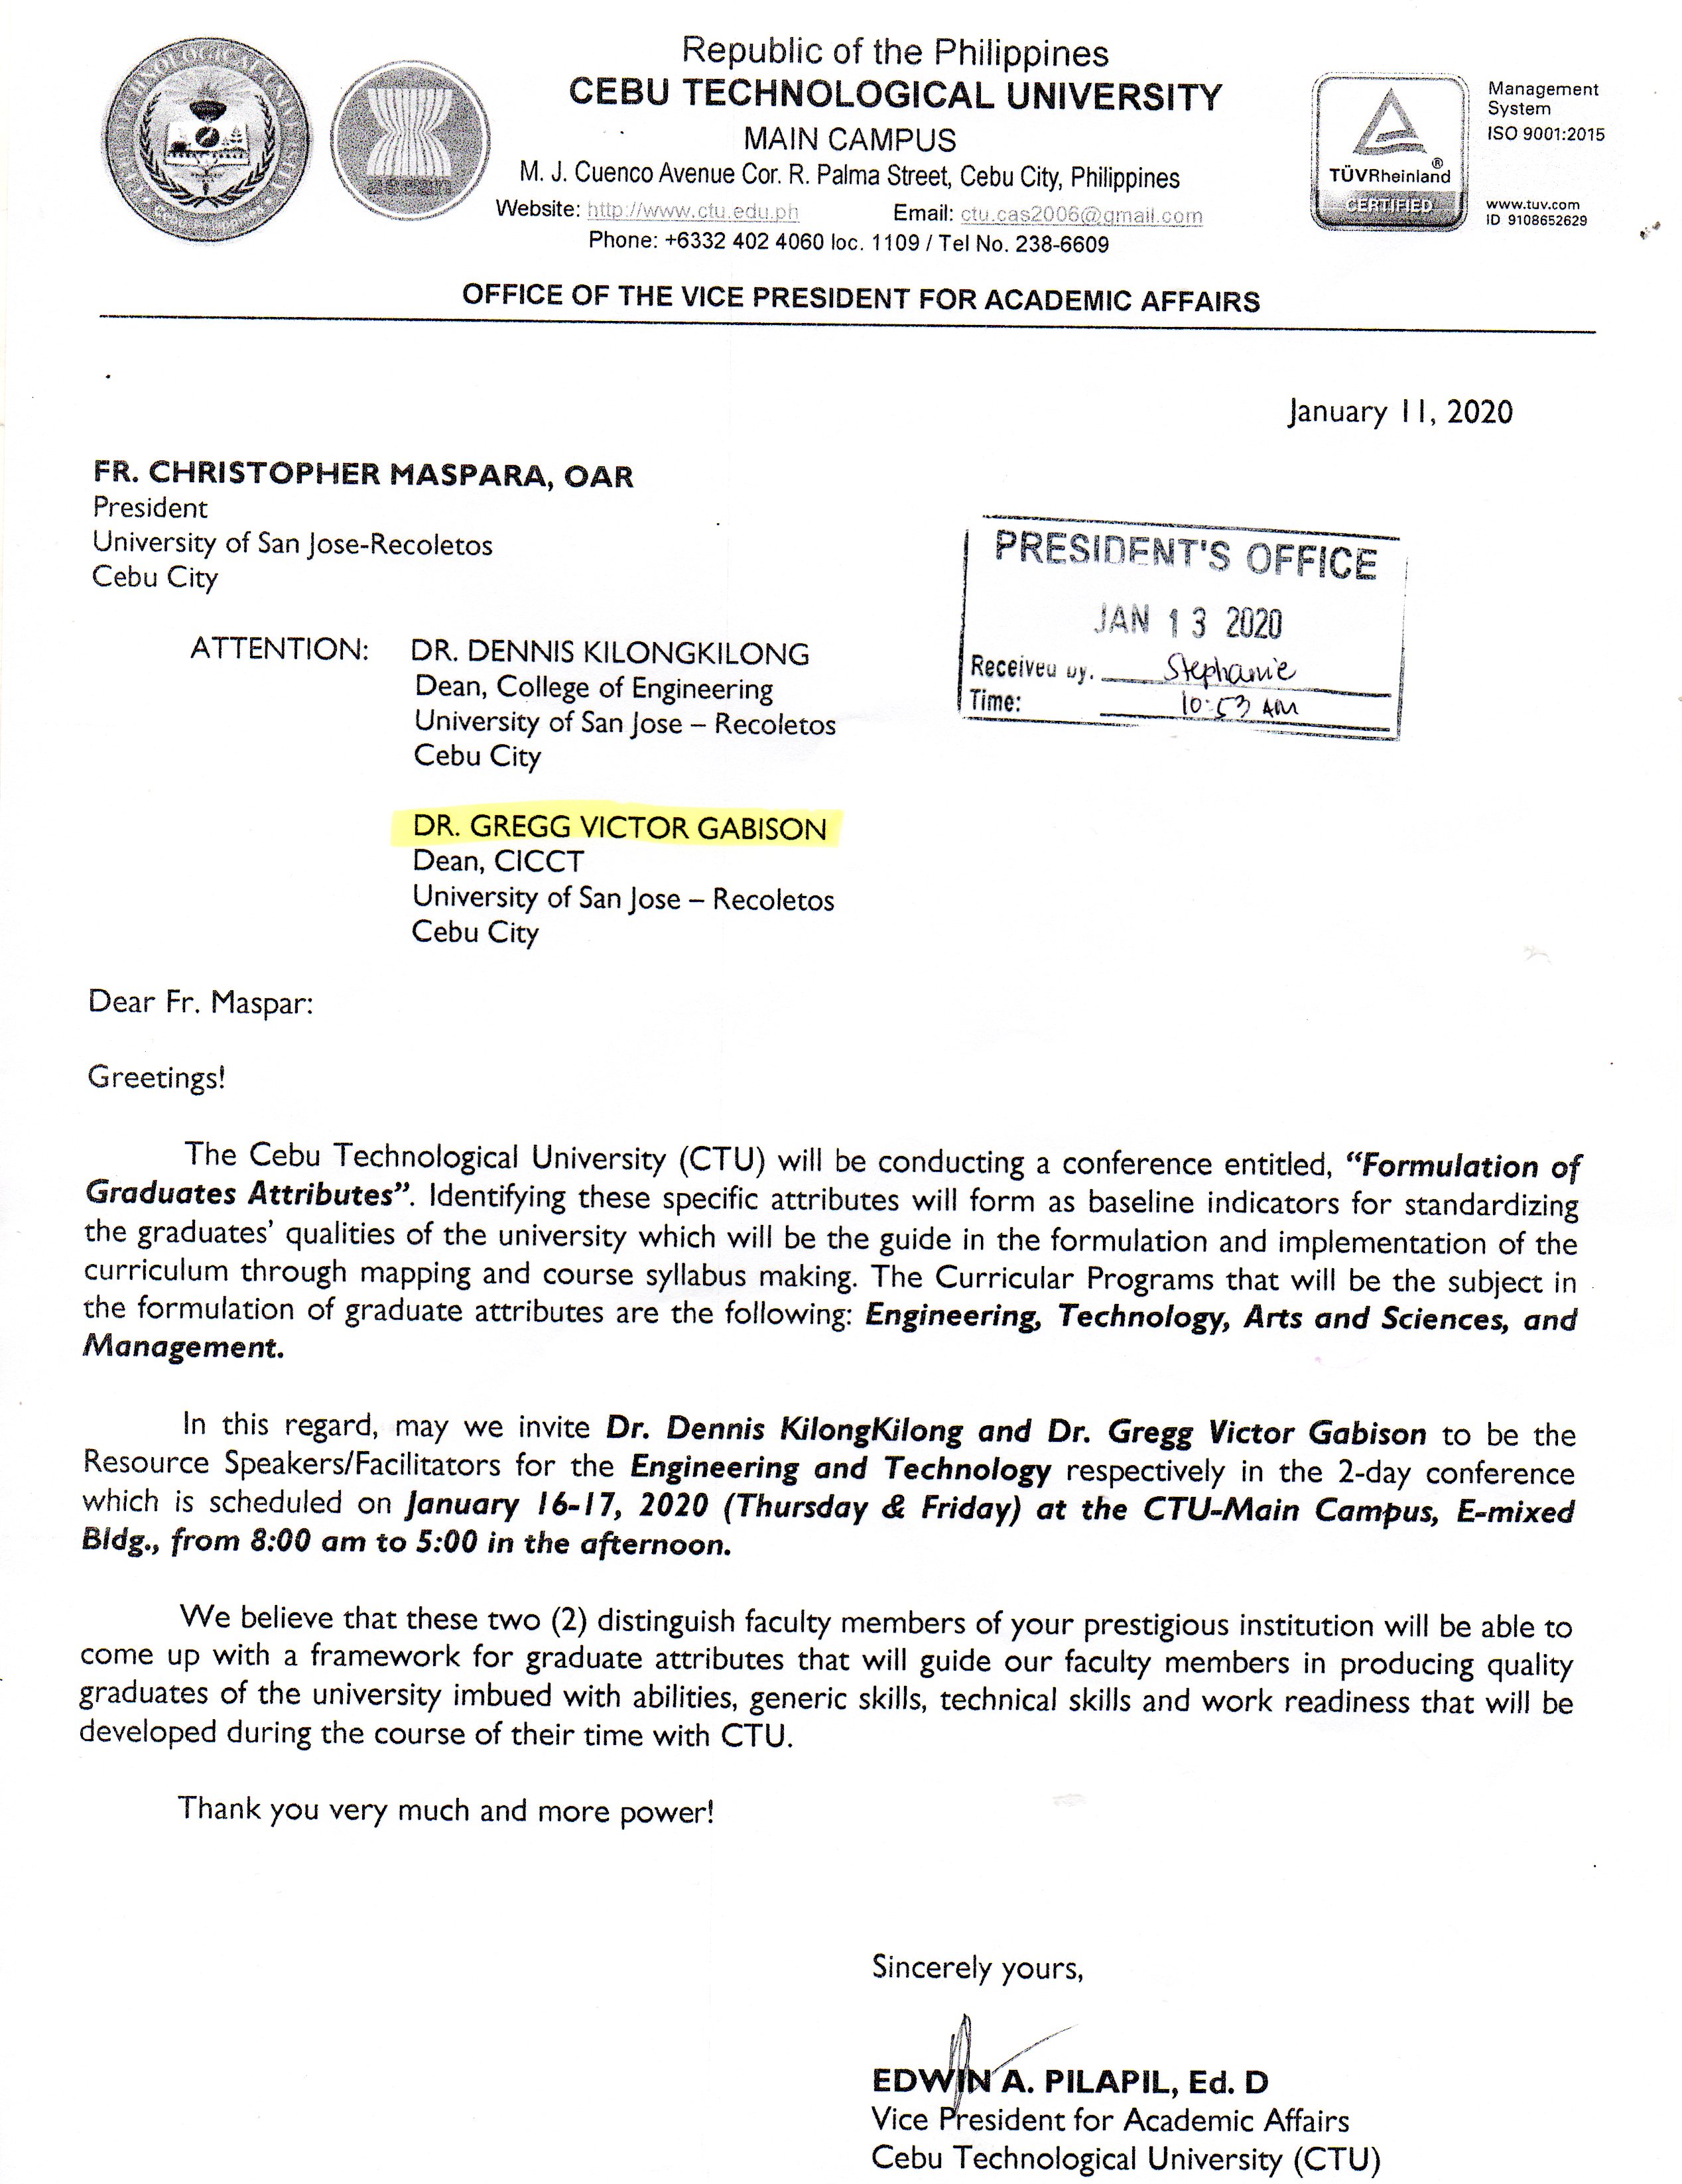 Republic of the Philippines
CEBU TECHNOLOGICAL UNIVERSITY
MAIN CAMPUS
M. J. Cuenco Avenue Cor. R. Palma Street, Cebu City, Philippines
Website: http://www.ctu.edu.ph Email: ctu.cas2006@gmail.com
Phone: +6332 402 4060 loc. 1109 / Tel No. 238-6609
TÜVRheinland ®
CERTIFIED
Management
System
ISO 9001:2015
www.tuv.com
ID 9108652629
OFFICE OF THE VICE PRESIDENT FOR ACADEMIC AFFAIRS
January 11, 2020
FR. CHRISTOPHER MASPARA, OAR
President
University of San Jose-Recoletos
Cebu City
PRESIDENT'S OFFICE
JAN 13 2020
Received by. Stephanie
Time: 10:53 AM
ATTENTION: DR. DENNIS KILONGKILONG
Dean, College of Engineering
University of San Jose – Recoletos
Cebu City
DR. GREGG VICTOR GABISON
Dean, CICCT
University of San Jose – Recoletos
Cebu City
Dear Fr. Maspar:
Greetings!
The Cebu Technological University (CTU) will be conducting a conference entitled, “Formulation of
Graduates Attributes”. Identifying these specific attributes will form as baseline indicators for standardizing
the graduates’ qualities of the university which will be the guide in the formulation and implementation of the
curriculum through mapping and course syllabus making. The Curricular Programs that will be the subject in
the formulation of graduate attributes are the following: Engineering, Technology, Arts and Sciences, and
Management.
In this regard, may we invite Dr. Dennis KilongKilong and Dr. Gregg Victor Gabison to be the
Resource Speakers/Facilitators for the Engineering and Technology respectively in the 2-day conference
which is scheduled on January 16-17, 2020 (Thursday & Friday) at the CTU-Main Campus, E-mixed
Bldg., from 8:00 am to 5:00 in the afternoon.
We believe that these two (2) distinguish faculty members of your prestigious institution will be able to
come up with a framework for graduate attributes that will guide our faculty members in producing quality
graduates of the university imbued with abilities, generic skills, technical skills and work readiness that will be
developed during the course of their time with CTU.
Thank you very much and more power!
Sincerely yours,
EDWIN A. PILAPIL, Ed. D
Vice President for Academic Affairs
Cebu Technological University (CTU)